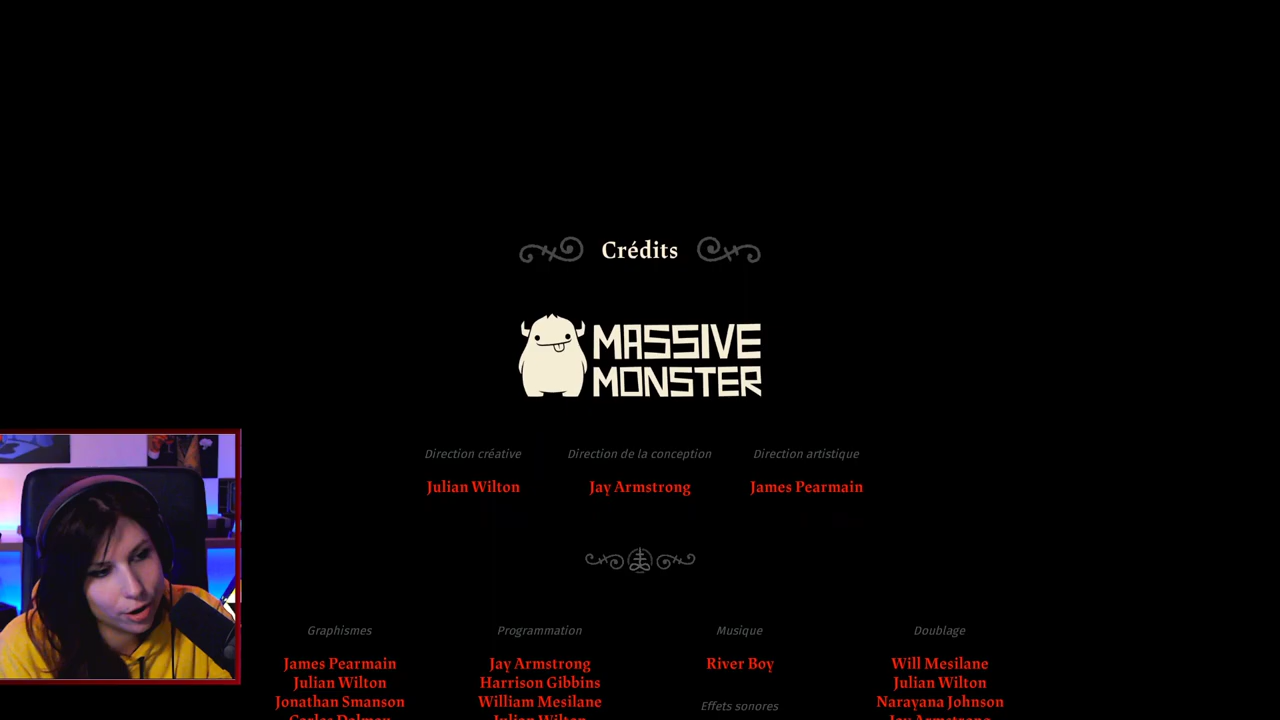 Crédits
MASSIVE
MONSTER
Direction créative
Direction de la conception
Direction artistique
Julian Wilton
Jay Armstrong
James Pearmain
Graphismes
Programmation
Musique
Doublage
James Pearmain
Jay Armstrong
River Boy
Will Mesilane
Julian Wilton
Harrison Gibbins
Julian Wilton
Jonathan Smanson
William Mesilane
Effets sonores
Narayana Johnson